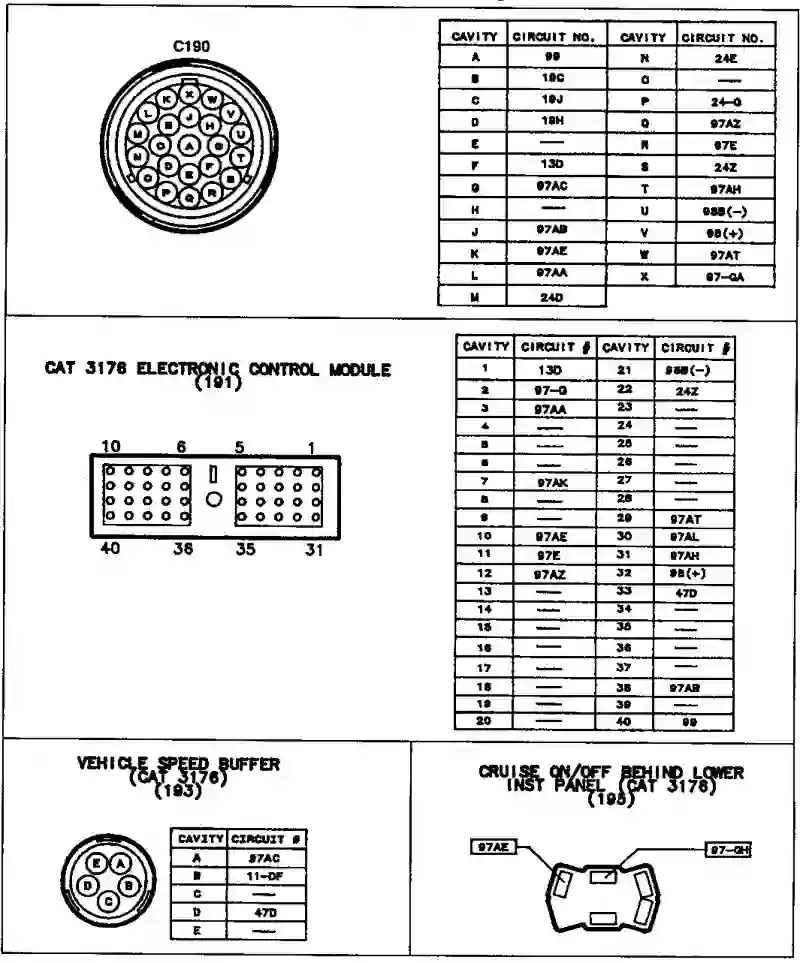 C190
CAVITY CIRCUIT NO. CAVITY CIRCUIT NO.
A 99 N 24E
B 19C O —
C 19J P 24-G
D 19H Q 97AZ
E — R 97E
F 13D S 24Z
G 97AC T 97AH
H — U 98B(-)
J 97AB V 98(+)
K 97AE W 97AT
L 97AA X 97-GA
M 24D
X
K W
L J V
B H
M U
C A G
N T
D F
O E S
P R
Q
CAT 3176 ELECTRONIC CONTROL MODULE
(191)
10 6 5 1
40 36 35 31
CAVITY CIRCUIT # CAVITY CIRCUIT #
1 13D 21 98B(-)
2 97-G 22 24Z
3 97AA 23 —
4 — 24 —
5 — 25 —
6 — 26 —
7 97AK 27 —
8 — 28 —
9 — 29 97AT
10 97AE 30 97AL
11 97E 31 97AH
12 97AZ 32 98(+)
13 — 33 47D
14 — 34 —
15 — 35 —
16 — 36 —
17 — 37 —
18 — 38 97AB
19 — 39 —
20 — 40 99
VEHICLE SPEED BUFFER
(CAT 3176)
(193)
E A
D B
C
CAVITY CIRCUIT #
A 97AC
B 11-DF
C —
D 47D
E —
CRUISE ON/OFF BEHIND LOWER
INST PANEL (CAT 3176)
(195)
97AE
97-GH